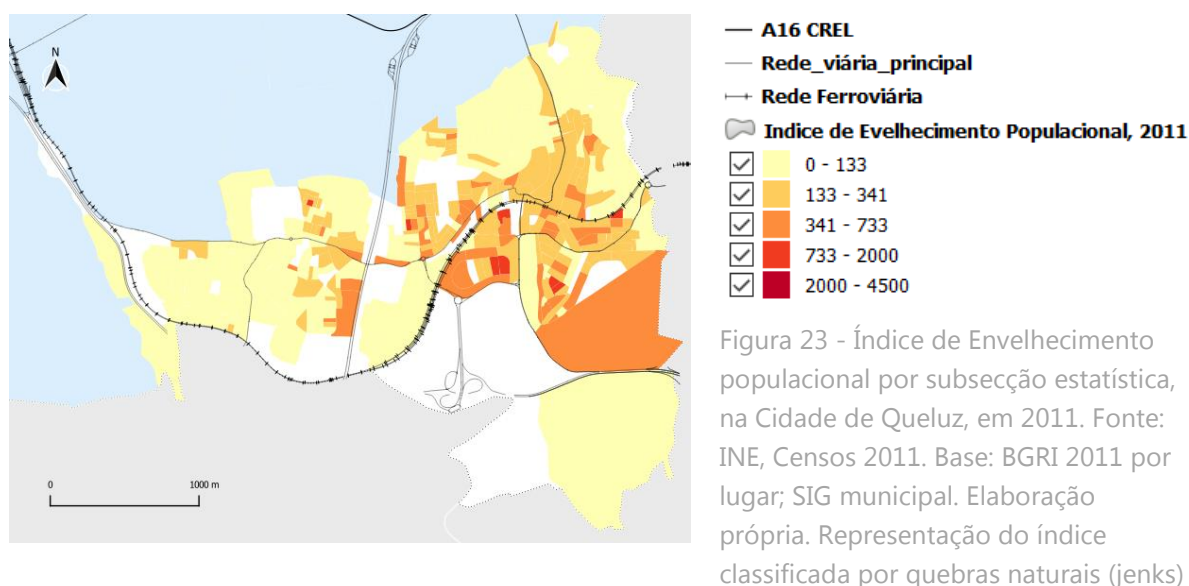 N
0
1000 m
A16 CREL
Rede_viária_principal
Rede Ferroviária
Indice de Evelhecimento Populacional, 2011
0 - 133
133 - 341
341 - 733
733 - 2000
2000 - 4500
Figura 23 - Índice de Envelhecimento
populacional por subsecção estatística,
na Cidade de Queluz, em 2011. Fonte:
INE, Censos 2011. Base: BGRI 2011 por
lugar; SIG municipal. Elaboração
própria. Representação do índice
classificada por quebras naturais (jenks)